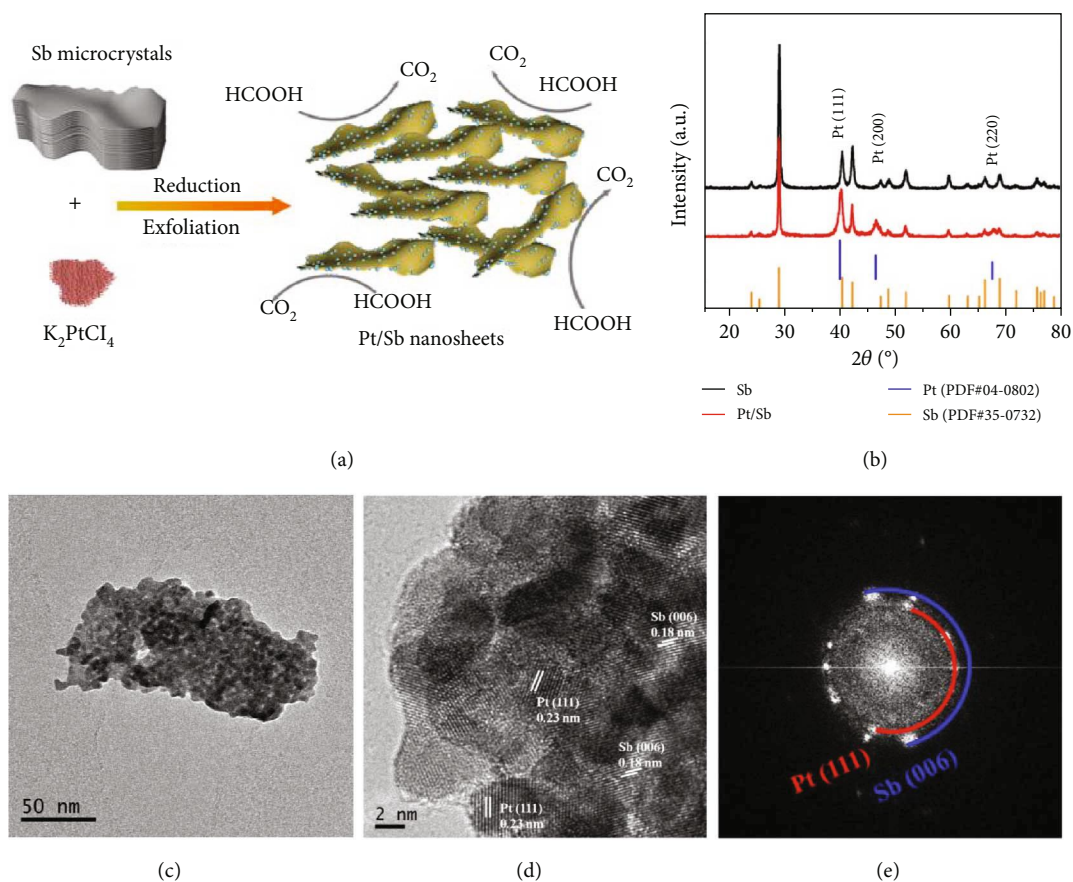 Sb microcrystals
+
K₂PtCI₄
Reduction
Exfoliation
HCOOH
CO₂
CO₂
HCOOH
CO₂
CO₂
HCOOH
HCOOH
Pt/Sb nanosheets
(a)
Intensity (a.u.)
Pt (111)
Pt (200)
Pt (220)
20 30 40 50 60 70 80
2θ (°)
Sb
Pt/Sb
Pt (PDF#04-0802)
Sb (PDF#35-0732)
(b)
50 nm
(c)
Sb (006)
0.18 nm
Pt (111)
0.23 nm
Sb (006)
0.18 nm
Pt (111)
0.23 nm
2 nm
(d)
Pt (111)
Sb (006)
(e)